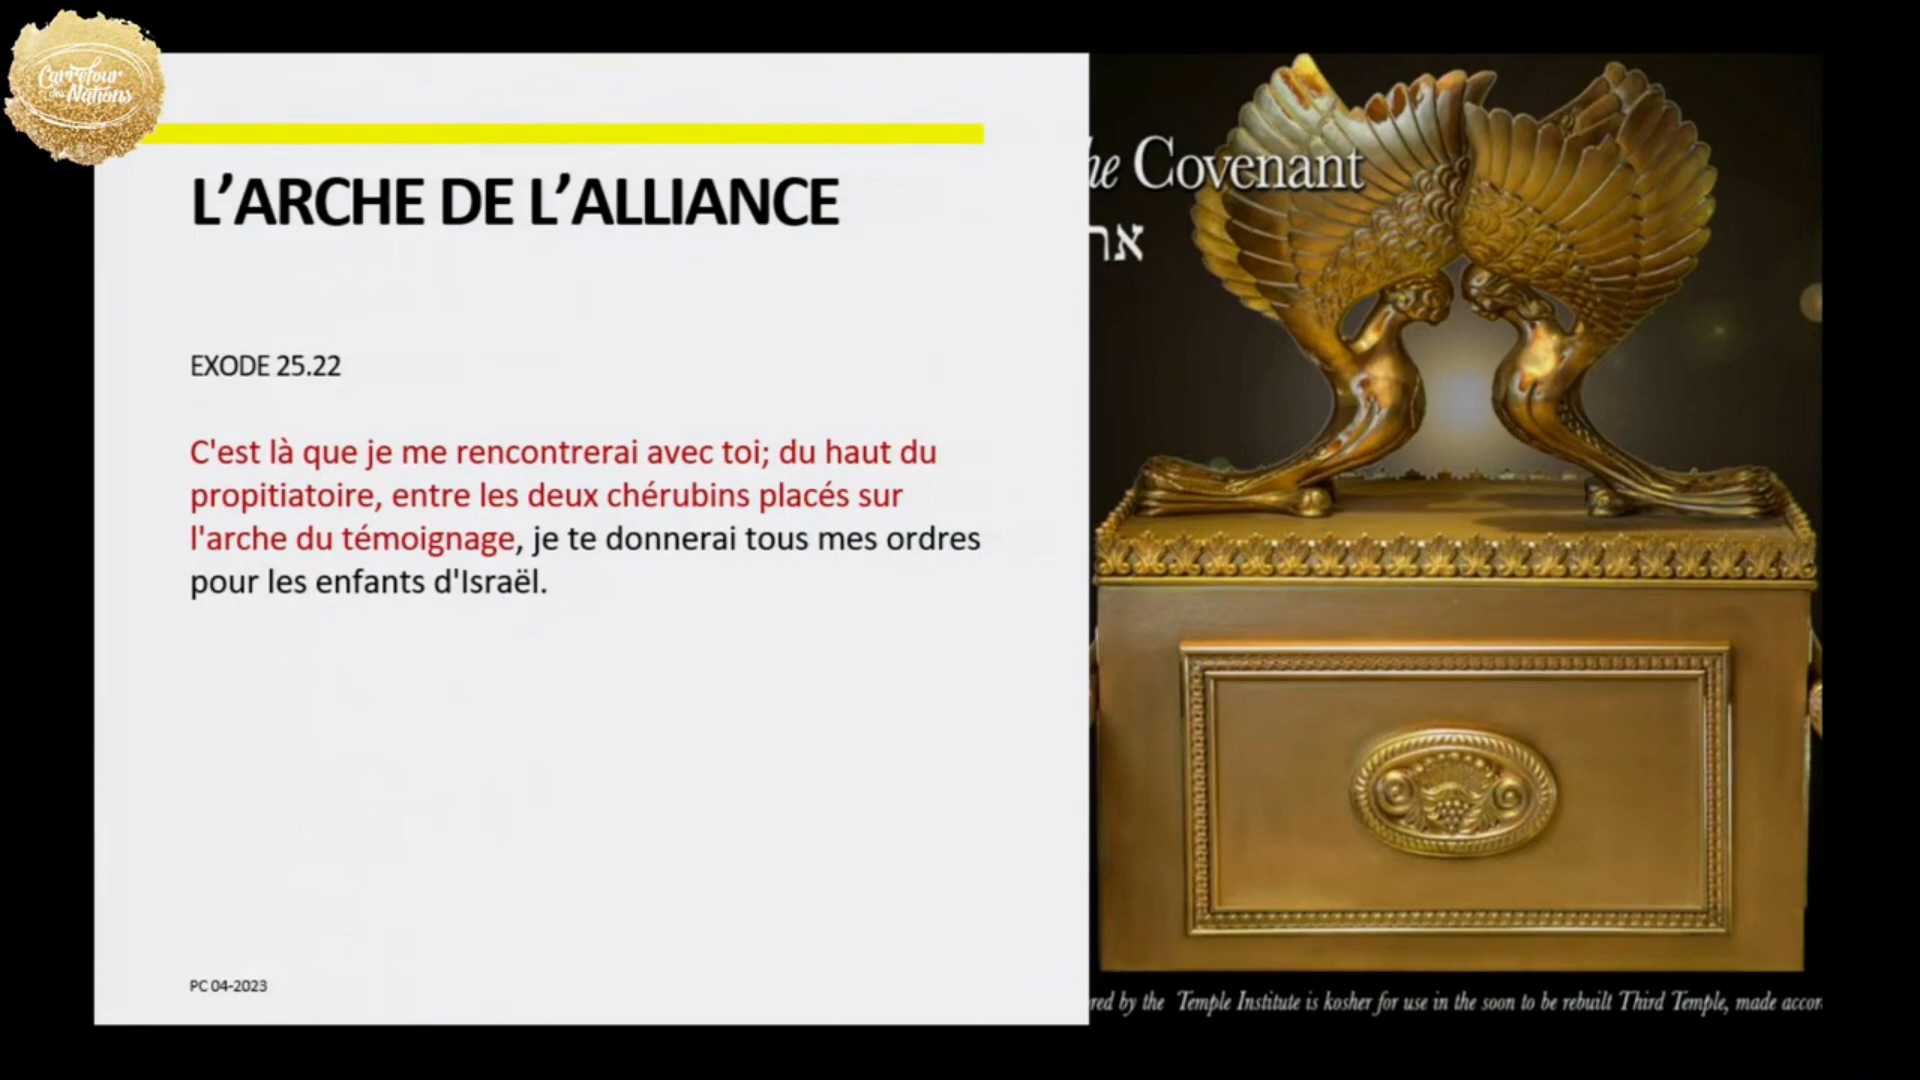 Carrefour
des Nations
L’ARCHE DE L’ALLIANCE
EXODE 25.22
C'est là que je me rencontrerai avec toi; du haut du
propitiatoire, entre les deux chérubins placés sur
l'arche du témoignage, je te donnerai tous mes ordres
pour les enfants d'Israël.
PC 04-2023
he Covenant
אר
red by the Temple Institute is kosher for use in the soon to be rebuilt Third Temple, made accor